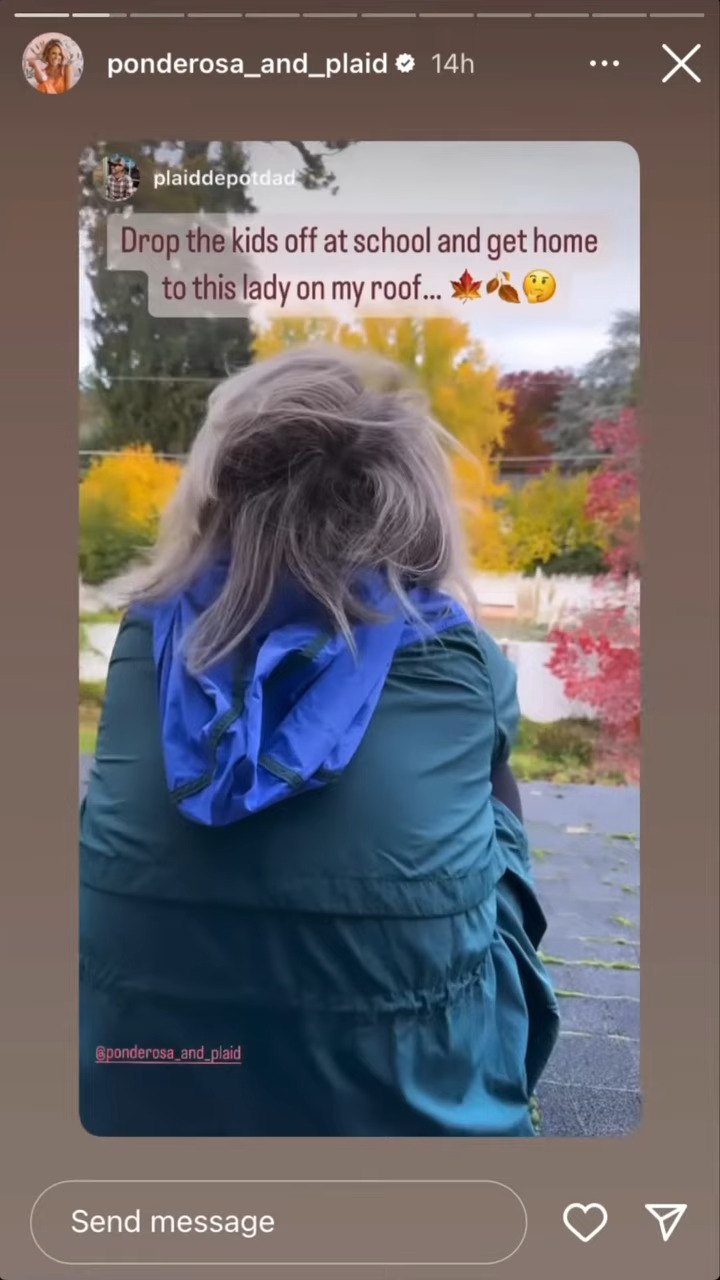 ponderosa_and_plaid 14h
plaiddepotdad
Drop the kids off at school and get home
to this lady on my roof... 🍁🍂🤔
@ponderosa_and_plaid
Send message